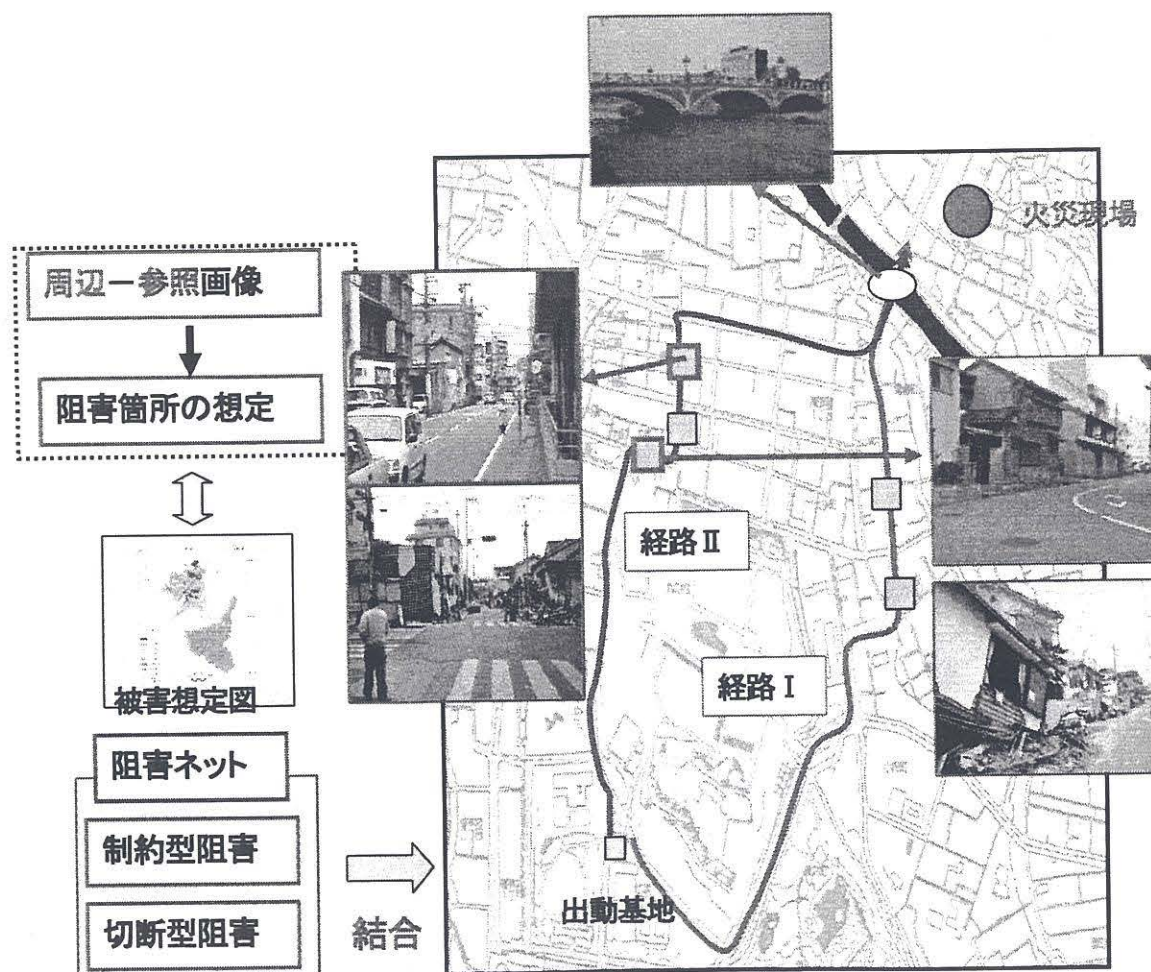 火災現場
周辺－参照画像
阻害箇所の想定
経路Ⅱ
経路Ⅰ
被害想定図
阻害ネット
制約型阻害
切断型阻害
結合
出動基地